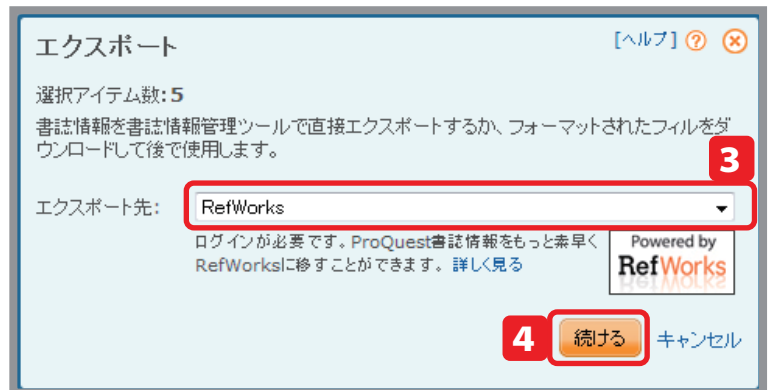 エクスポート
[ヘルプ] ?
選択アイテム数:5
書誌情報を書誌情報管理ツールで直接エクスポートするか、フォーマットされたフィルをダ
ウンロードして後で使用します。
3
エクスポート先: RefWorks
ログインが必要です。ProQuest書誌情報をもっと素早く
RefWorksに移すことができます。詳しく見る
Powered by
RefWorks
4 続ける キャンセル